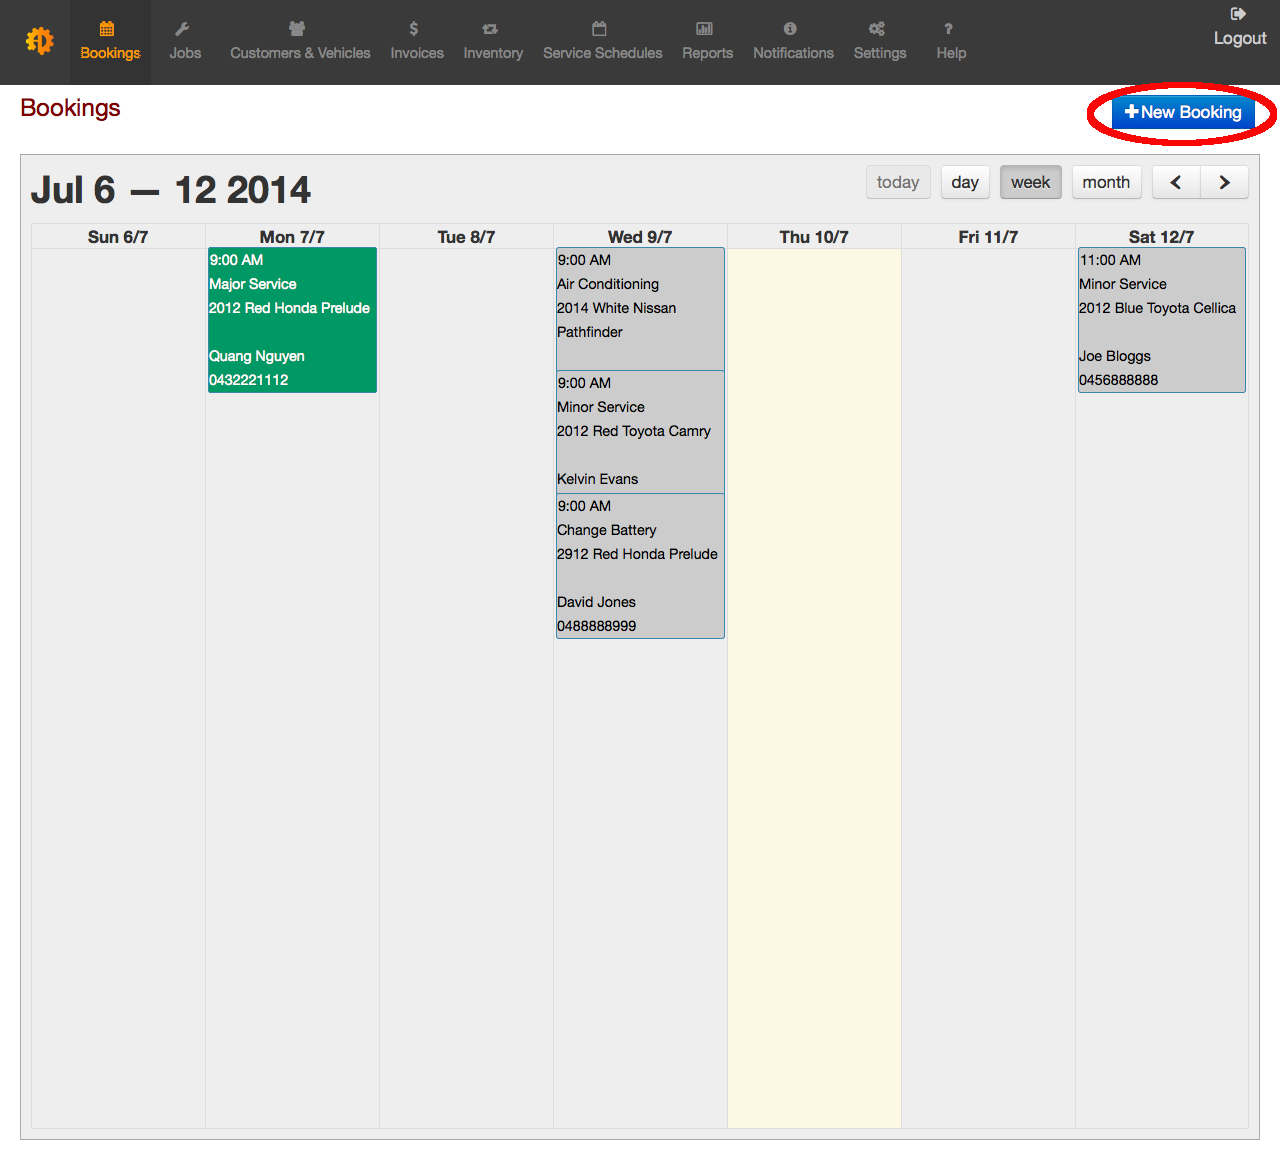 Bookings
Jobs
Customers & Vehicles
Invoices
Inventory
Service Schedules
Reports
Notifications
Settings
Help
Logout
Bookings
New Booking
Jul 6 — 12 2014
today
day
week
month
Sun 6/7
Mon 7/7
Tue 8/7
Wed 9/7
Thu 10/7
Fri 11/7
Sat 12/7
9:00 AM
Major Service
2012 Red Honda Prelude
Quang Nguyen
0432221112
9:00 AM
Air Conditioning
2014 White Nissan
Pathfinder
9:00 AM
Minor Service
2012 Red Toyota Camry
Kelvin Evans
9:00 AM
Change Battery
2912 Red Honda Prelude
David Jones
0488888999
11:00 AM
Minor Service
2012 Blue Toyota Cellica
Joe Bloggs
0456888888